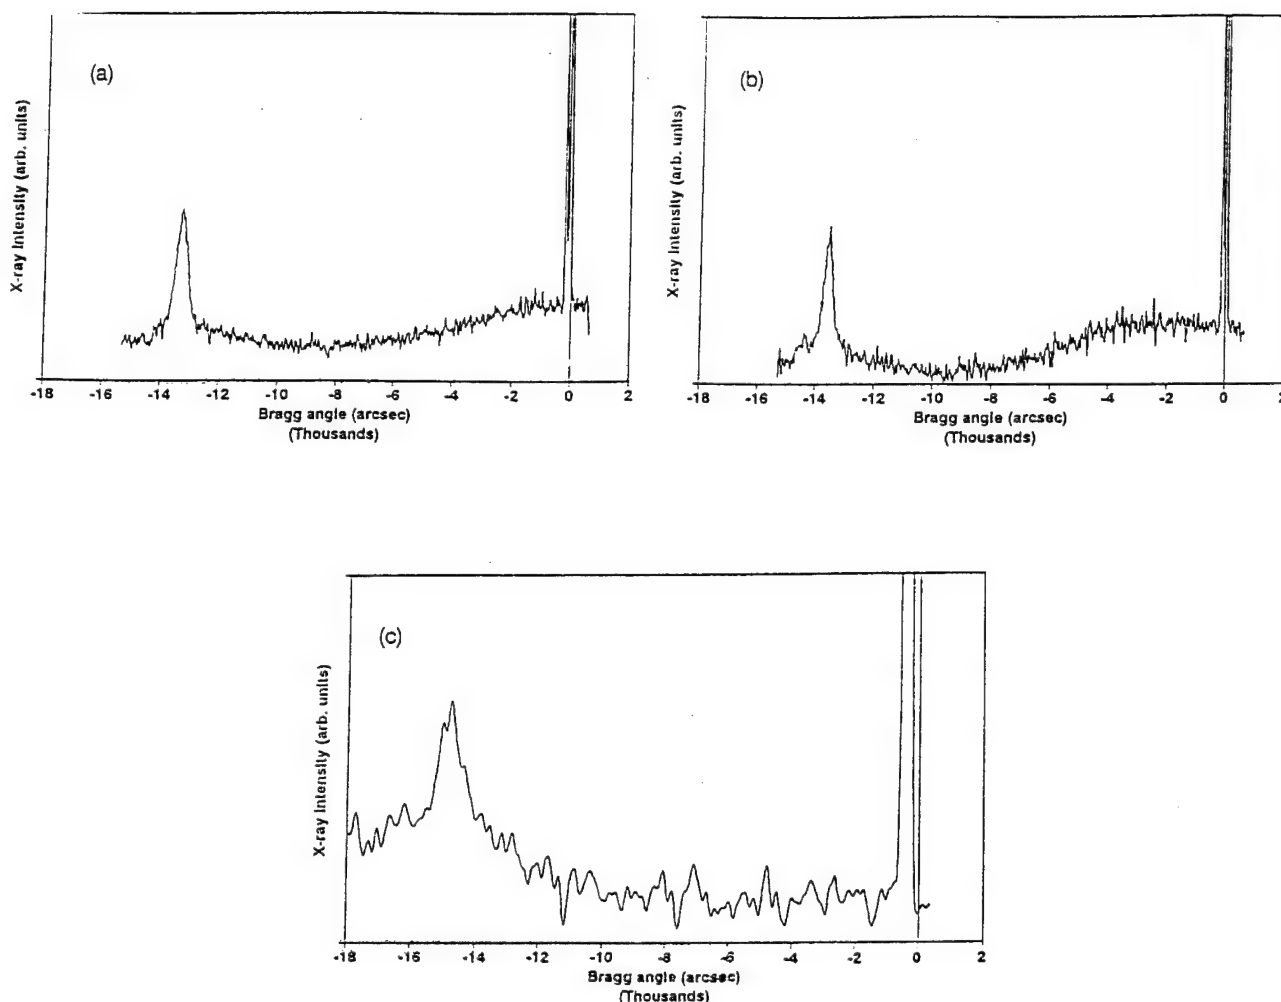 (a)
X-ray Intensity (arb. units)
-18 -16 -14 -12 -10 -8 -6 -4 -2 0 2
Bragg angle (arcsec)
(Thousands)
(b)
X-ray Intensity (arb. units)
-18 -16 -14 -12 -10 -8 -6 -4 -2 0 2
Bragg angle (arcsec)
(Thousands)
(c)
X-ray Intensity (arb. units)
-18 -16 -14 -12 -10 -8 -6 -4 -2 0 2
Bragg angle (arcsec)
(Thousands)